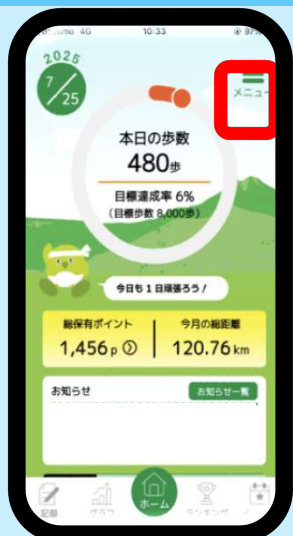 4G 10:33
2025
7/25
メニュー
本日の歩数
480歩
目標達成率 6%
(目標歩数 8,000歩)
今日も1日頑張ろう!
総保有ポイント 今月の総距離
1,456p 120.76km
お知らせ お知らせ一覧
記録 グラフ ホーム ランキング